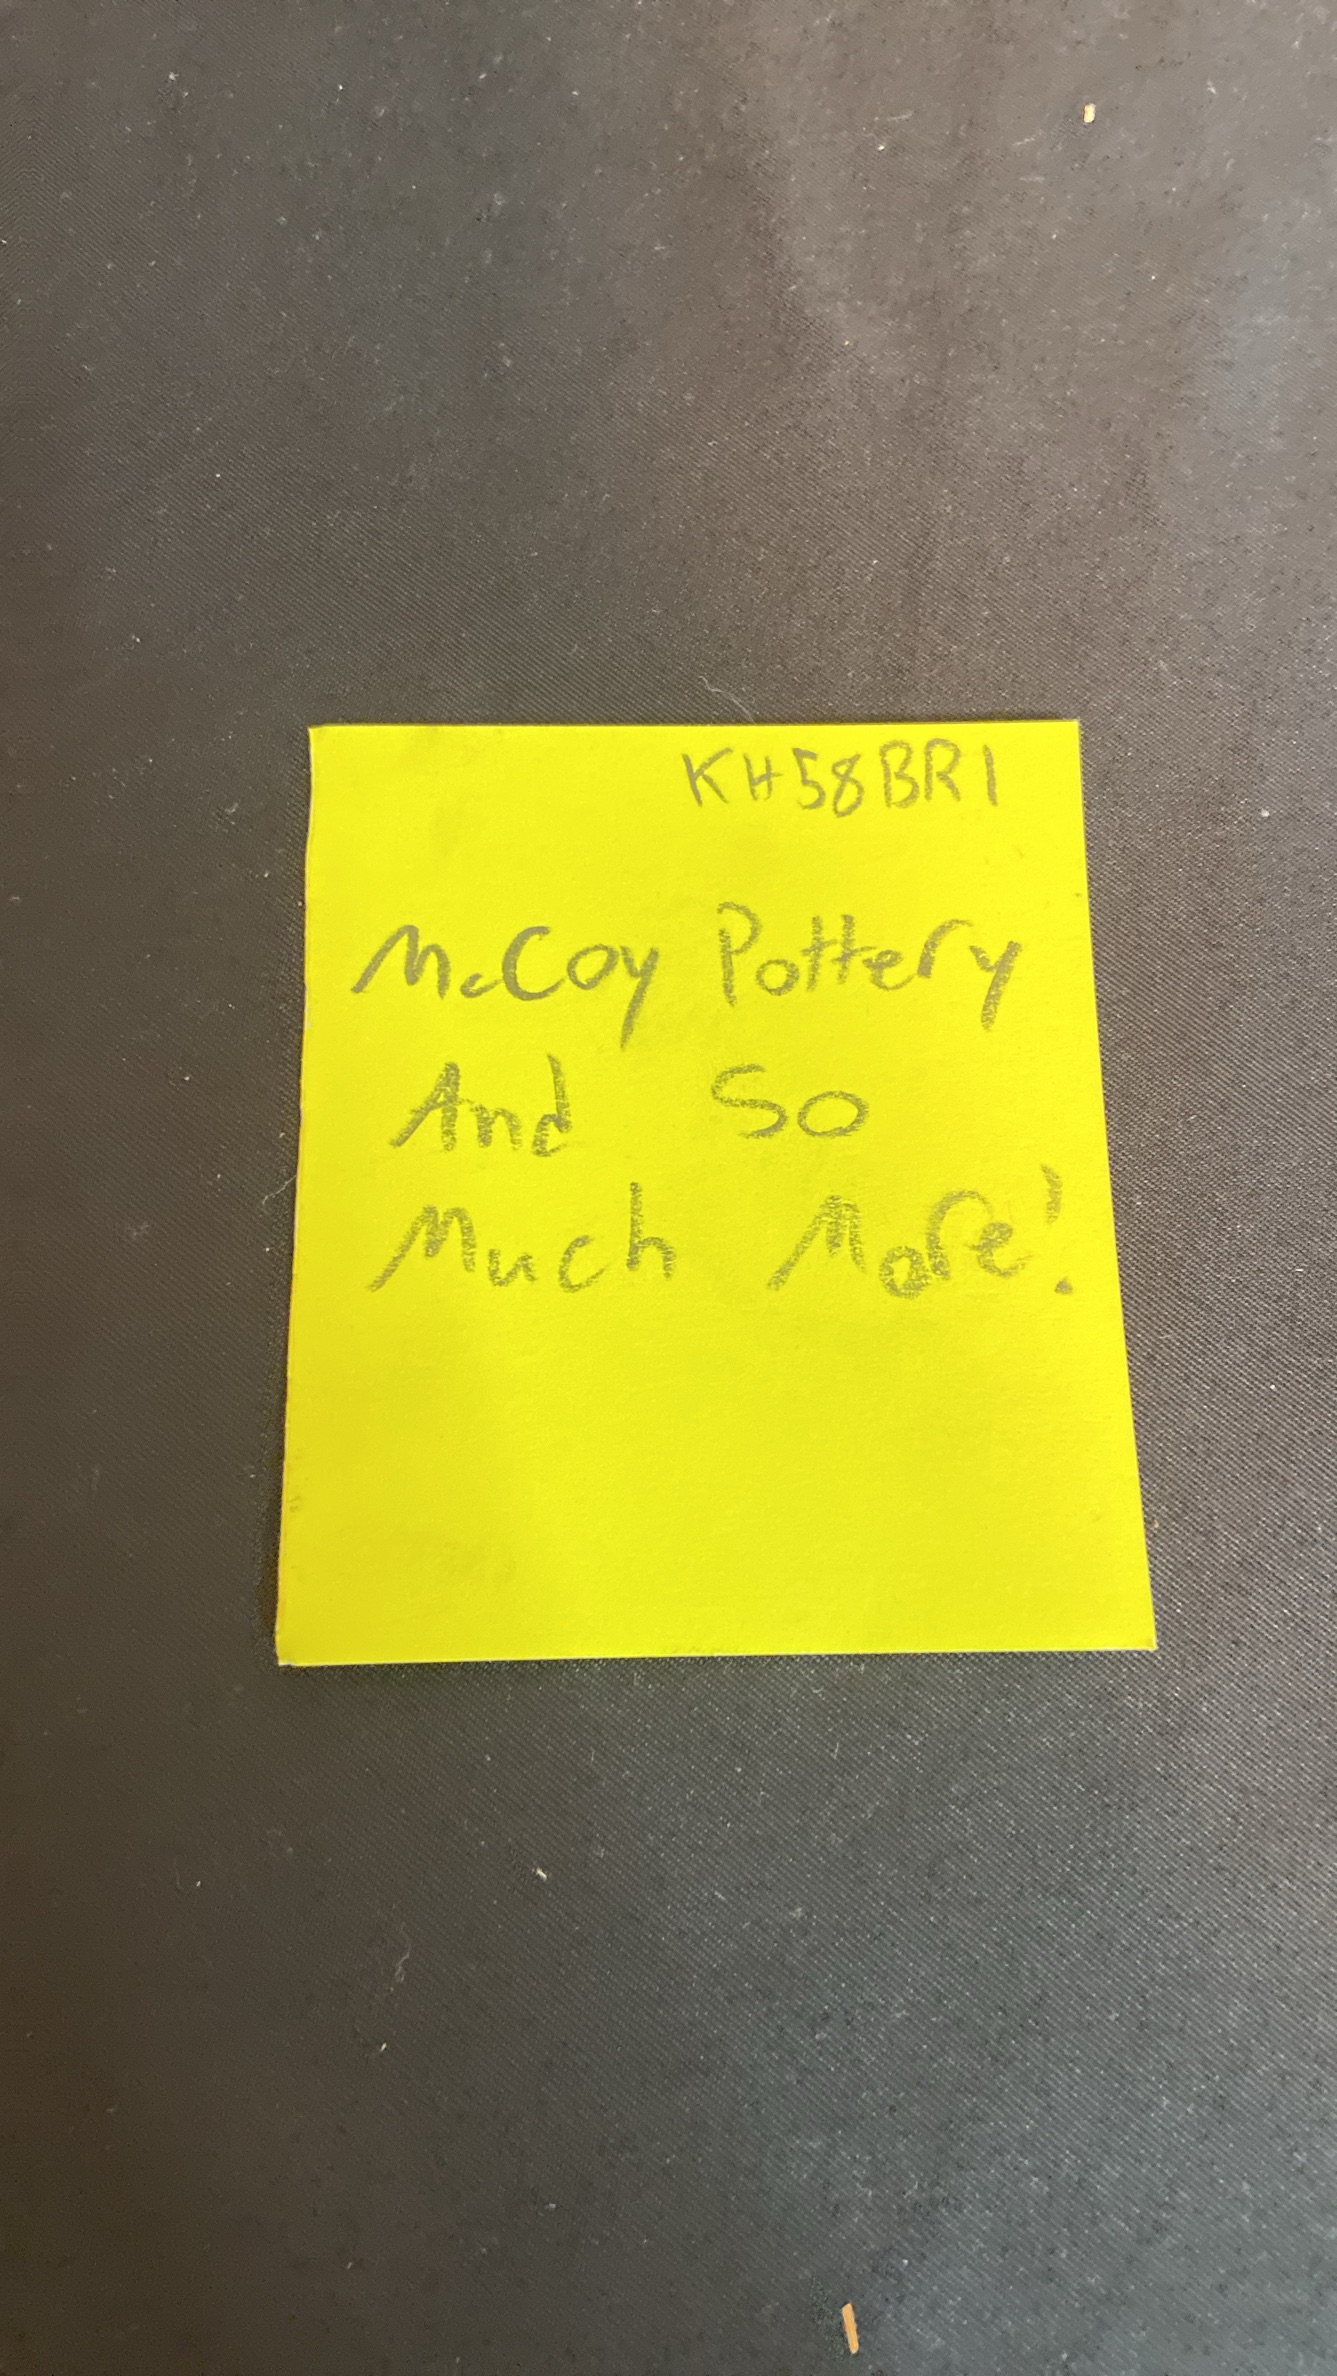 KH58BR1
McCoy Pottery
And So
Much More!